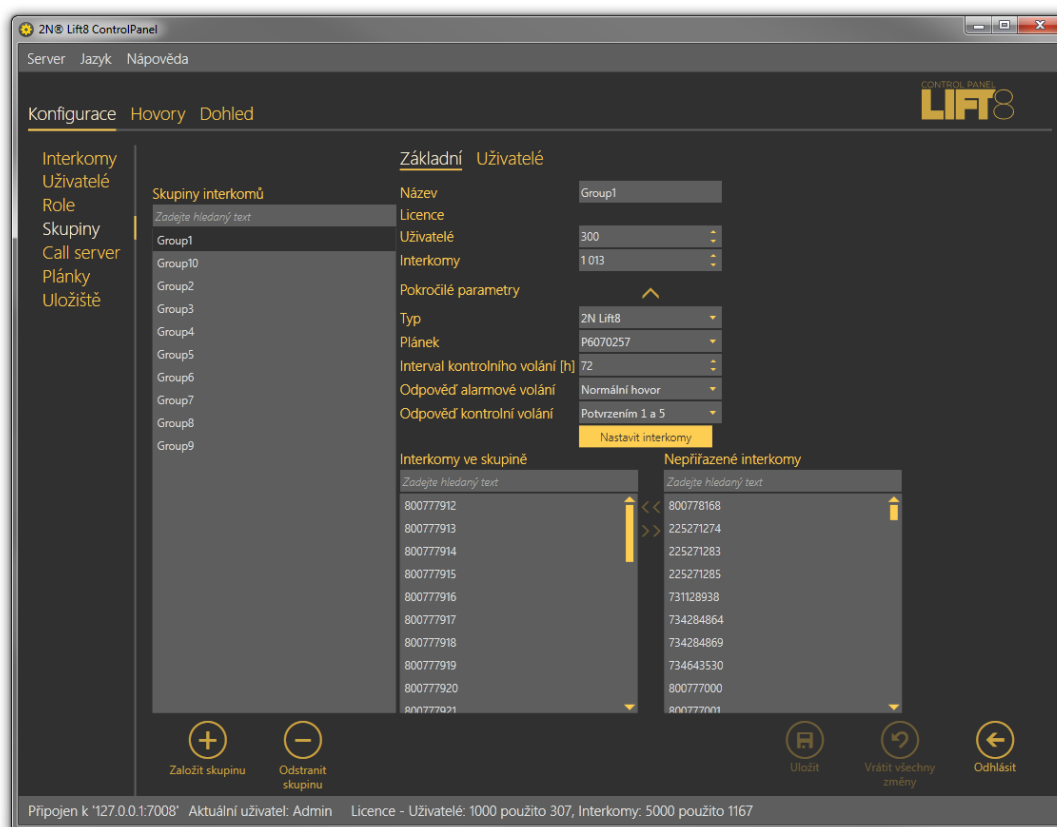 2N® Lift8 ControlPanel
Server Jazyk Nápověda
CONTROL PANEL
LIFT8
Konfigurace Hovory Dohled
Interkomy
Uživatelé
Role
Skupiny
Call server
Plánky
Uložiště
Skupiny interkomů
Zadejte hledaný text
Group1
Group10
Group2
Group3
Group4
Group5
Group6
Group7
Group8
Group9
Základní Uživatelé
Název Group1
Licence
Uživatelé 300
Interkomy 1 013
Pokročilé parametry
Typ 2N Lift8
Plánek P6070257
Interval kontrolního volání [h] 72
Odpověď alarmové volání Normální hovor
Odpověď kontrolní volání Potvrzením 1 a 5
Nastavit interkomy
Interkomy ve skupině
Zadejte hledaný text
800777912
800777913
800777914
800777915
800777916
800777917
800777918
800777919
800777920
800777921
<<
>>
Nepřiřazené interkomy
Zadejte hledaný text
800778168
225271274
225271283
225271285
731128938
734284864
734284869
734643530
800777000
800777001
Založit skupinu
Odstranit
skupinu
Uložit
Vrátit všechny
změny
Odhlásit
Připojen k '127.0.0.1:7008' Aktuální uživatel: Admin Licence - Uživatelé: 1000 použito 307, Interkomy: 5000 použito 1167